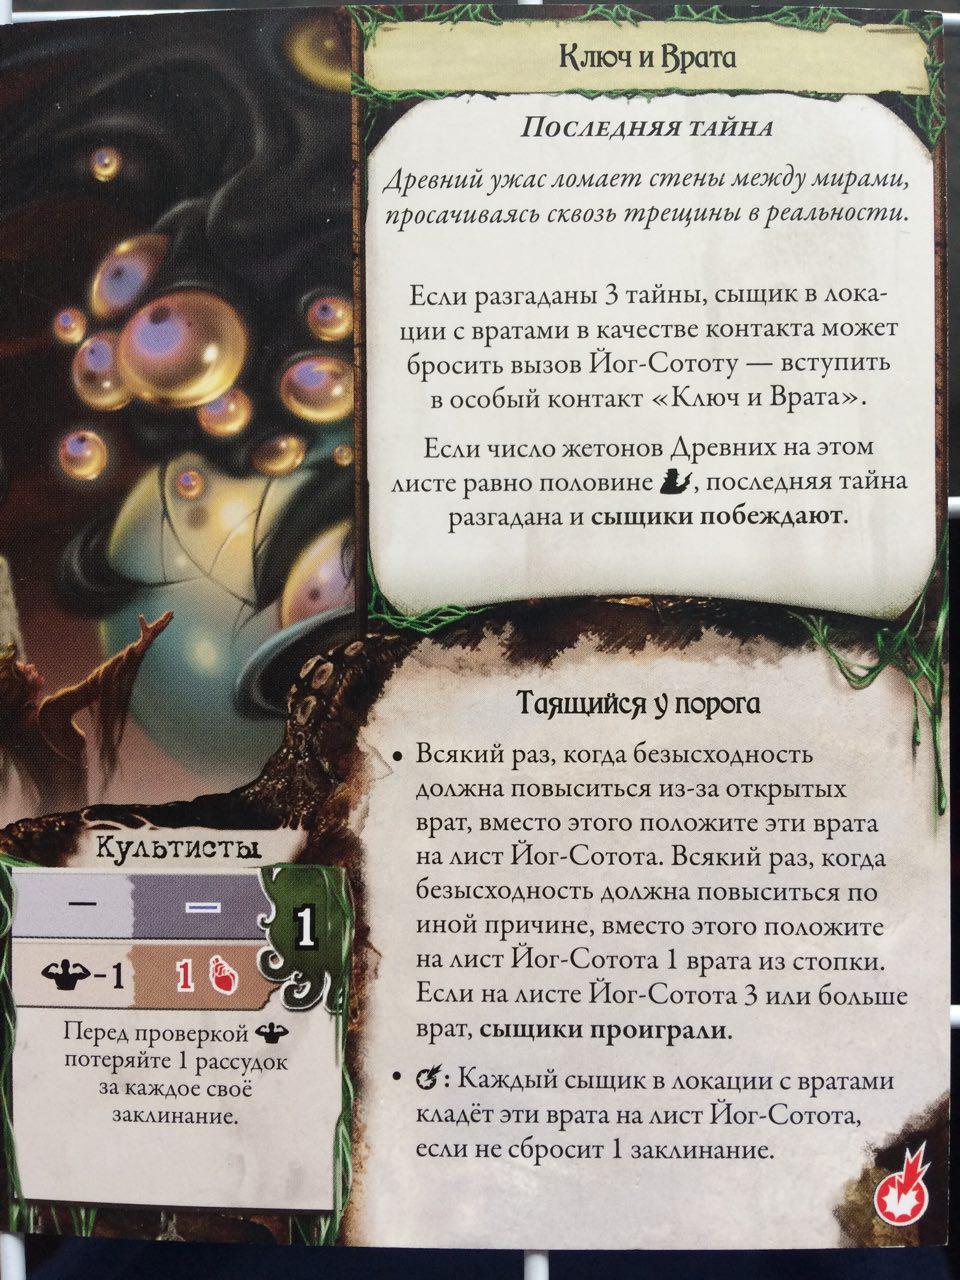 Ключ и Врата
Последняя тайна
Древний ужас ломает стены между мирами,
просачиваясь сквозь трещины в реальности.
Если разгаданы 3 тайны, сыщик в лока-
ции с вратами в качестве контакта может
бросить вызов Йог-Сототу — вступить
в особый контакт «Ключ и Врата».
Если число жетонов Древних на этом
листе равно половине , последняя тайна
разгадана и сыщики побеждают.
Таящийся у порога
• Всякий раз, когда безысходность
должна повыситься из-за открытых
врат, вместо этого положите эти врата
на лист Йог-Сотота. Всякий раз, когда
безысходность должна повыситься по
иной причине, вместо этого положите
на лист Йог-Сотота 1 врата из стопки.
Если на листе Йог-Сотота 3 или больше
врат, сыщики проиграли.
• : Каждый сыщик в локации с вратами
кладёт эти врата на лист Йог-Сотота,
если не сбросит 1 заклинание.
Культисты
— — 1
-1 1
Перед проверкой
потеряйте 1 рассудок
за каждое своё
заклинание.